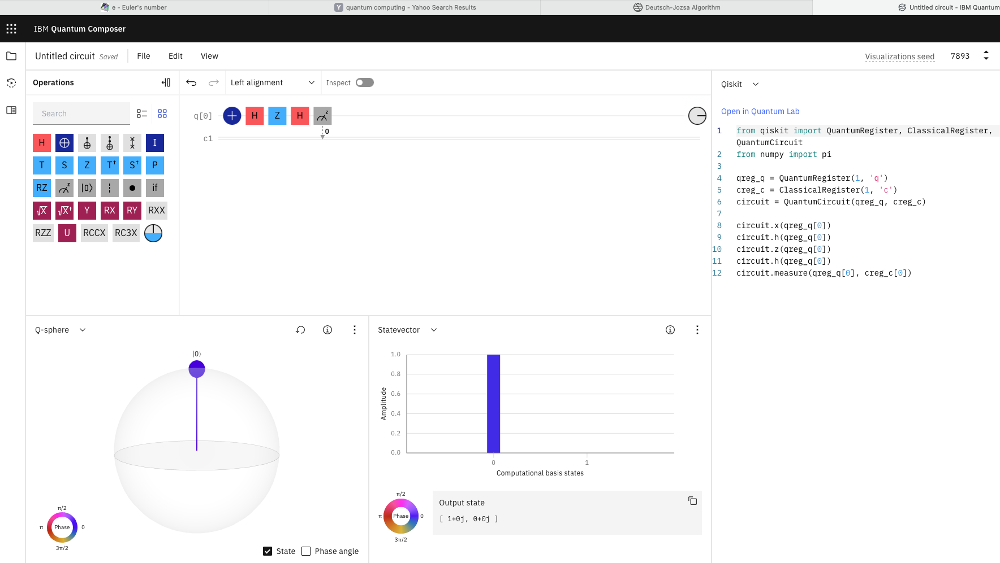 e - Euler's number
Y quantum computing - Yahoo Search Results
Deutsch-Jozsa Algorithm
Untitled circuit - IBM Quantum
IBM Quantum Composer
Untitled circuit Saved File Edit View
Visualizations seed 7893
Operations
Left alignment
Inspect
Search
H I
T S Z T† S† P
RZ z |0⟩ if
√X √X† Y RX RY RXX
RZZ U RCCX RC3X
q[0] H Z H z
0
c1
Qiskit
Open in Quantum Lab
1 from qiskit import QuantumRegister, ClassicalRegister,
QuantumCircuit
2 from numpy import pi
3
4 qreg_q = QuantumRegister(1, 'q')
5 creg_c = ClassicalRegister(1, 'c')
6 circuit = QuantumCircuit(qreg_q, creg_c)
7
8 circuit.x(qreg_q[0])
9 circuit.h(qreg_q[0])
10 circuit.z(qreg_q[0])
11 circuit.h(qreg_q[0])
12 circuit.measure(qreg_q[0], creg_c[0])
Q-sphere
|0⟩
π/2
π Phase 0
3π/2
State Phase angle
Statevector
Amplitude
1.0
0.8
0.6
0.4
0.2
0.0
0 1
Computational basis states
π/2
π Phase 0
3π/2
Output state
[ 1+0j, 0+0j ]